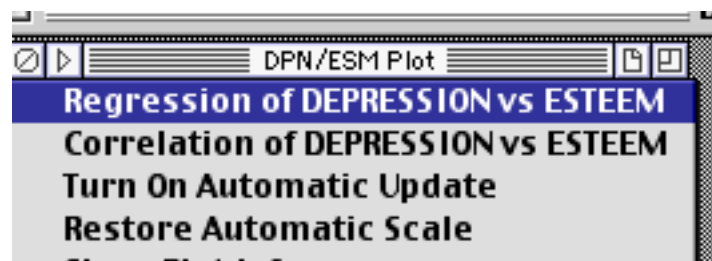 DPN/ESM Plot
Regression of DEPRESSION vs ESTEEM
Correlation of DEPRESSION vs ESTEEM
Turn On Automatic Update
Restore Automatic Scale